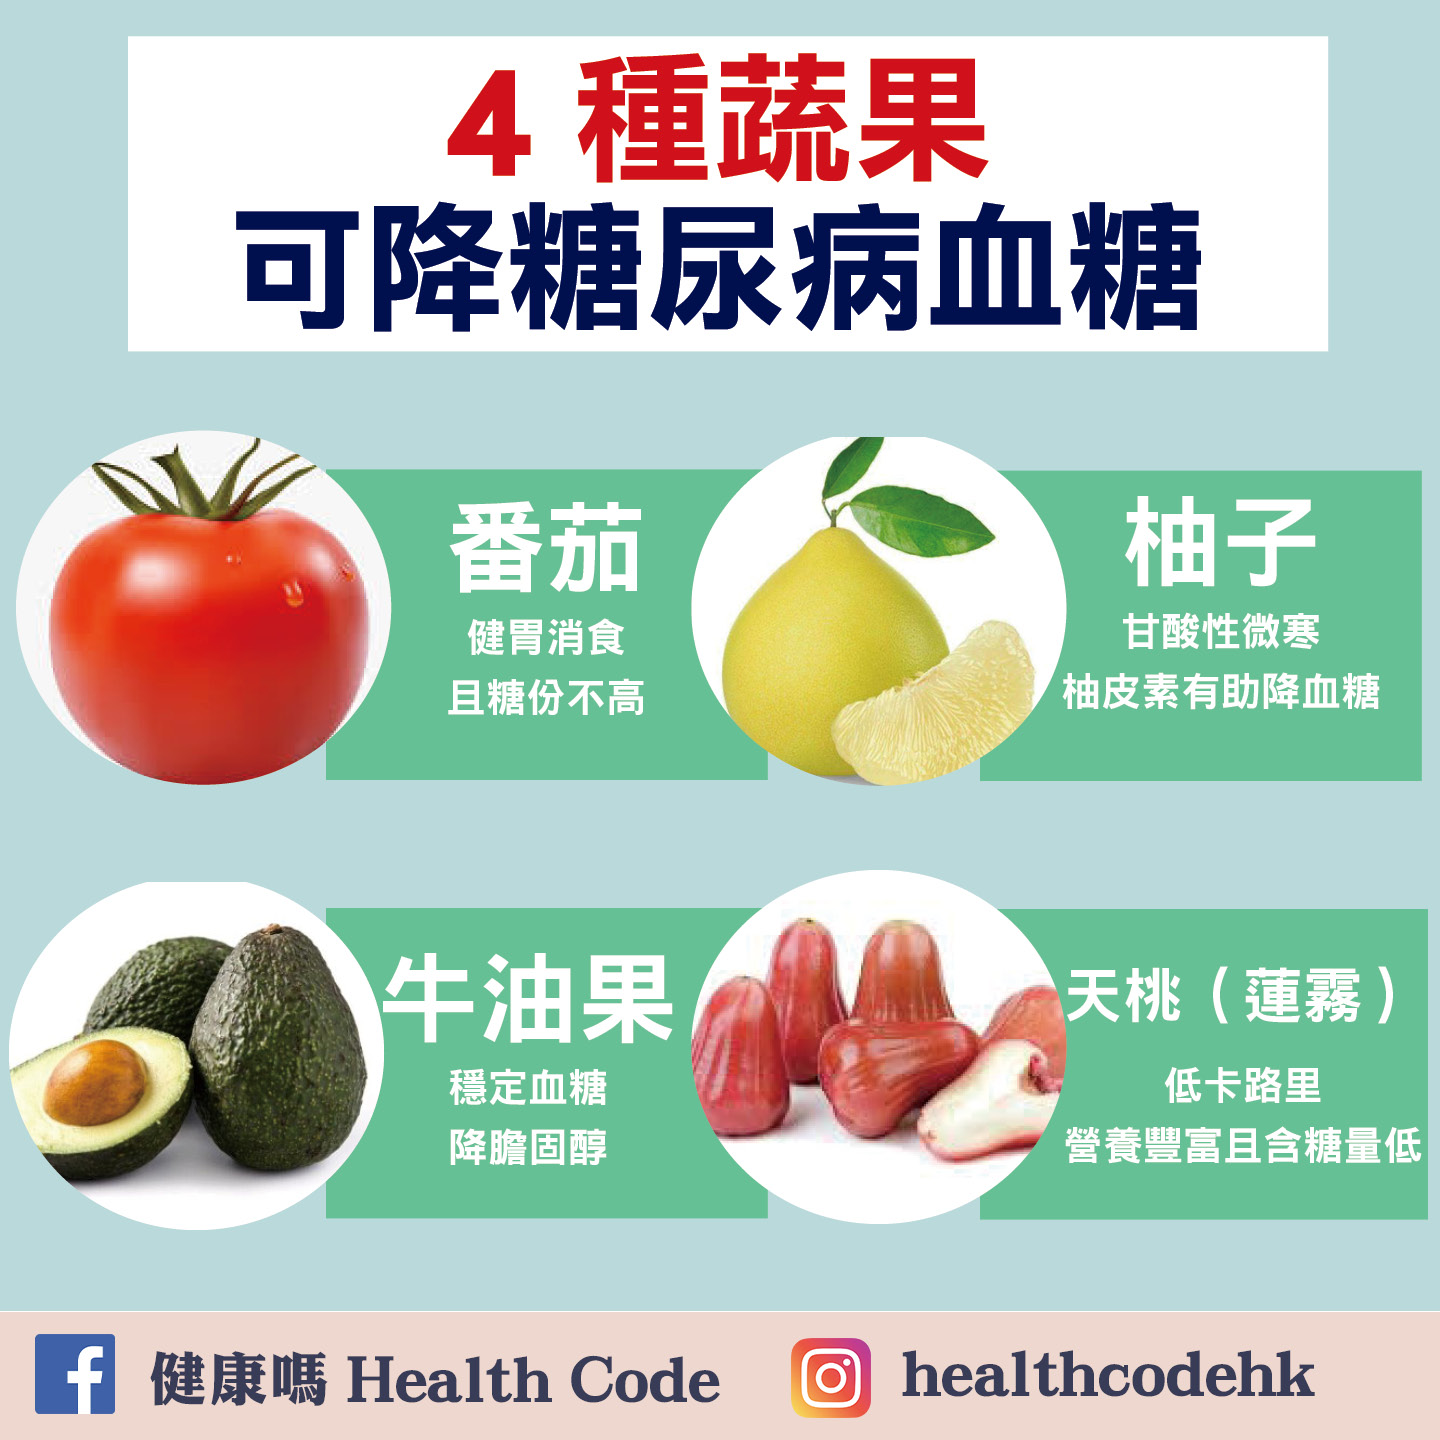 4 種蔬果
可降糖尿病血糖
番茄
健胃消食
且糖份不高
柚子
甘酸性微寒
柚皮素有助降血糖
牛油果
穩定血糖
降膽固醇
天桃（蓮霧）
低卡路里
營養豐富且含糖量低
健康嗎 Health Code
healthcodehk